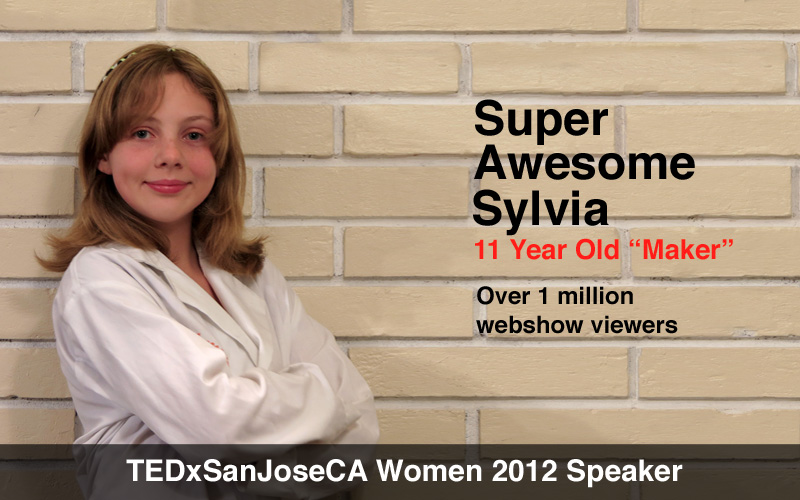 Super
Awesome
Sylvia
11 Year Old “Maker”
Over 1 million
webshow viewers
TEDxSanJoseCA Women 2012 Speaker